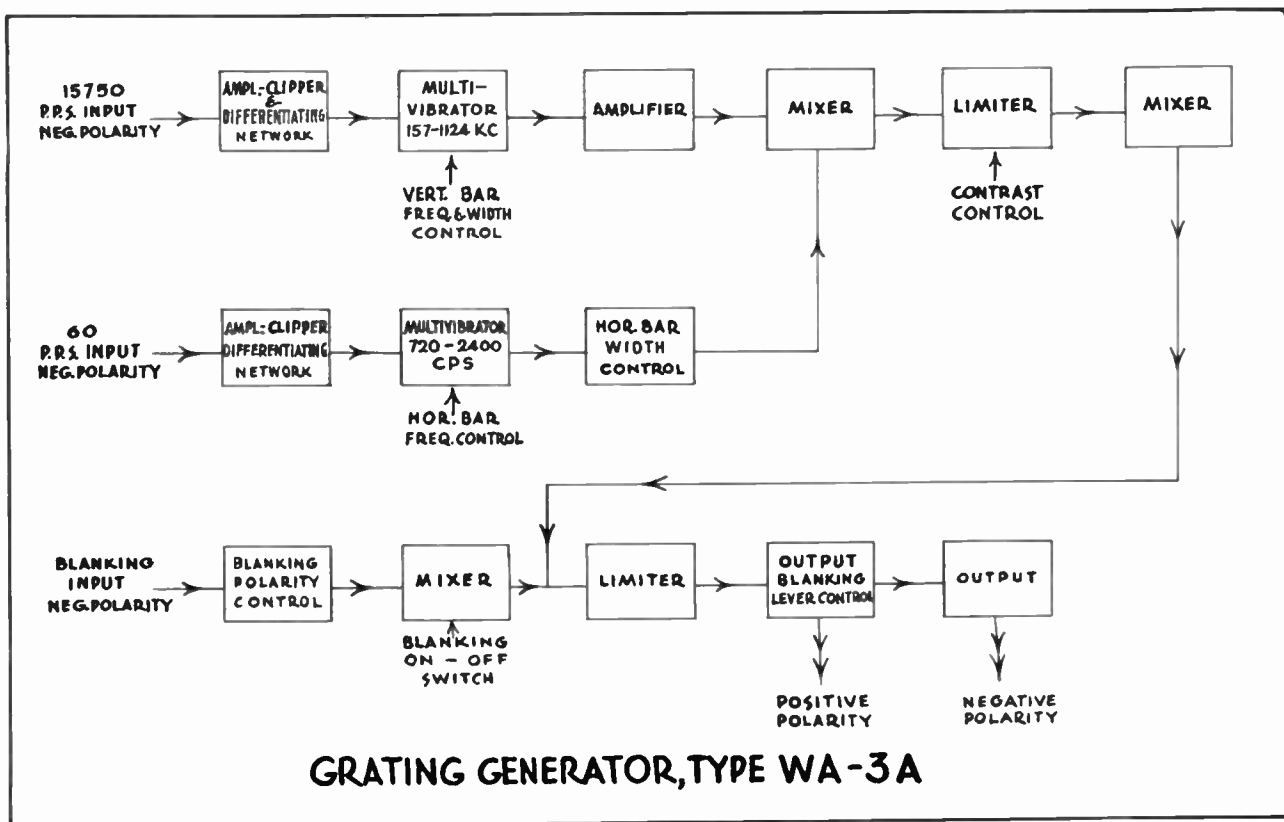 15750
P.P.S. INPUT
NEG. POLARITY
AMPL-CLIPPER
&
DIFFERENTIATING
NETWORK
MULTI-
VIBRATOR
157-1124 KC
VERT. BAR
FREQ & WIDTH
CONTROL
AMPLIFIER
MIXER
LIMITER
CONTRAST
CONTROL
MIXER
60
P.P.S. INPUT
NEG. POLARITY
AMPL-CLIPPER
DIFFERENTIATING
NETWORK
MULTIVIBRATOR
720-2400
CPS
HOR. BAR
FREQ. CONTROL
HOR. BAR
WIDTH
CONTROL
BLANKING
INPUT
NEG. POLARITY
BLANKING
POLARITY
CONTROL
MIXER
BLANKING
ON - OFF
SWITCH
LIMITER
OUTPUT
BLANKING
LEVER CONTROL
POSITIVE
POLARITY
OUTPUT
NEGATIVE
POLARITY
GRATING GENERATOR, TYPE WA-3A